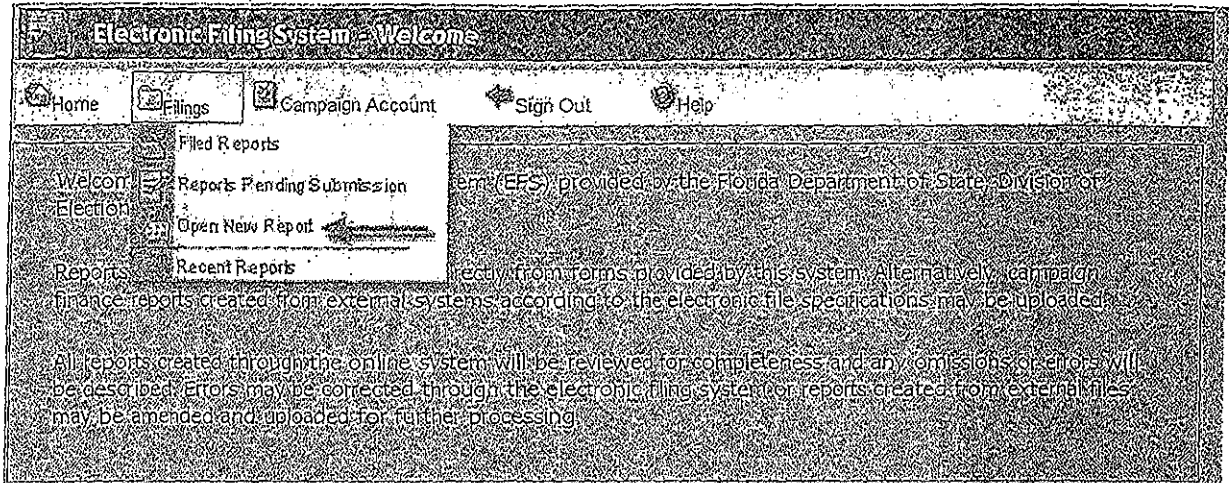 Electronic Filing System - Welcome
Home Filings Campaign Account Sign Out Help
Filed Reports
Reports Pending Submission
Open New Report
Recent Reports
Welcom em (EFS) provided by the Florida Department of State, Division of
Election
Reports rectly from forms provided by this system. Alternatively, campaign
finance reports created from external systems according to the electronic file specifications may be uploaded.
All reports created through the online system will be reviewed for completeness and any omissions or errors will
be described. Errors may be corrected through the electronic filing system or reports created from external files
may be amended and uploaded for further processing.